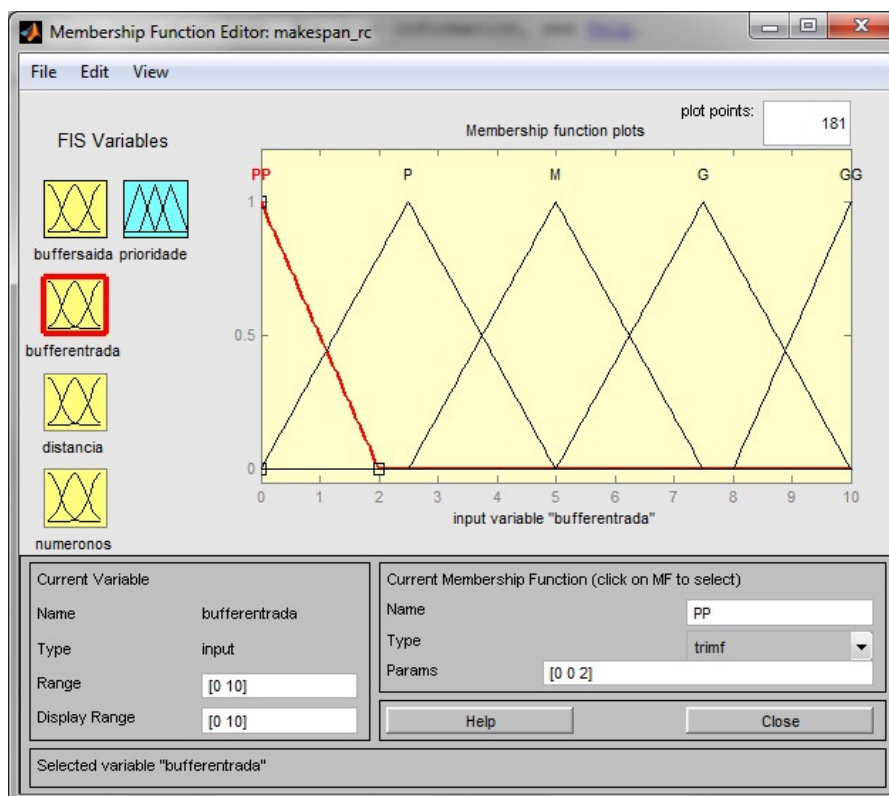 Membership Function Editor: makespan_rc
File Edit View
FIS Variables
plot points: 181
Membership function plots
PP P M G GG
1
0.5
0
0 1 2 3 4 5 6 7 8 9 10
input variable "bufferentrada"
buffersaida prioridade
bufferentrada
distância
numeronos
Current Variable
Name bufferentrada
Type input
Range [0 10]
Display Range [0 10]
Current Membership Function (click on MF to select)
Name PP
Type trimf
Params [0 0 2]
Help Close
Selected variable "bufferentrada"